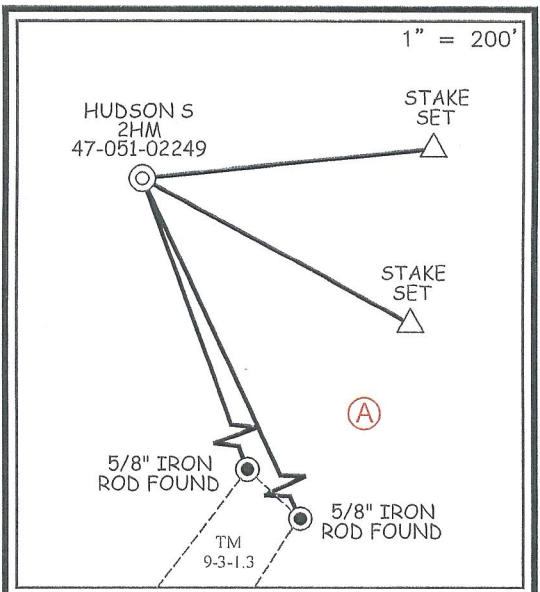 1" = 200'
HUDSON S
2HM
47-051-02249
STAKE
SET
STAKE
SET
A
5/8" IRON
ROD FOUND
5/8" IRON
ROD FOUND
TM
9-3-1.3